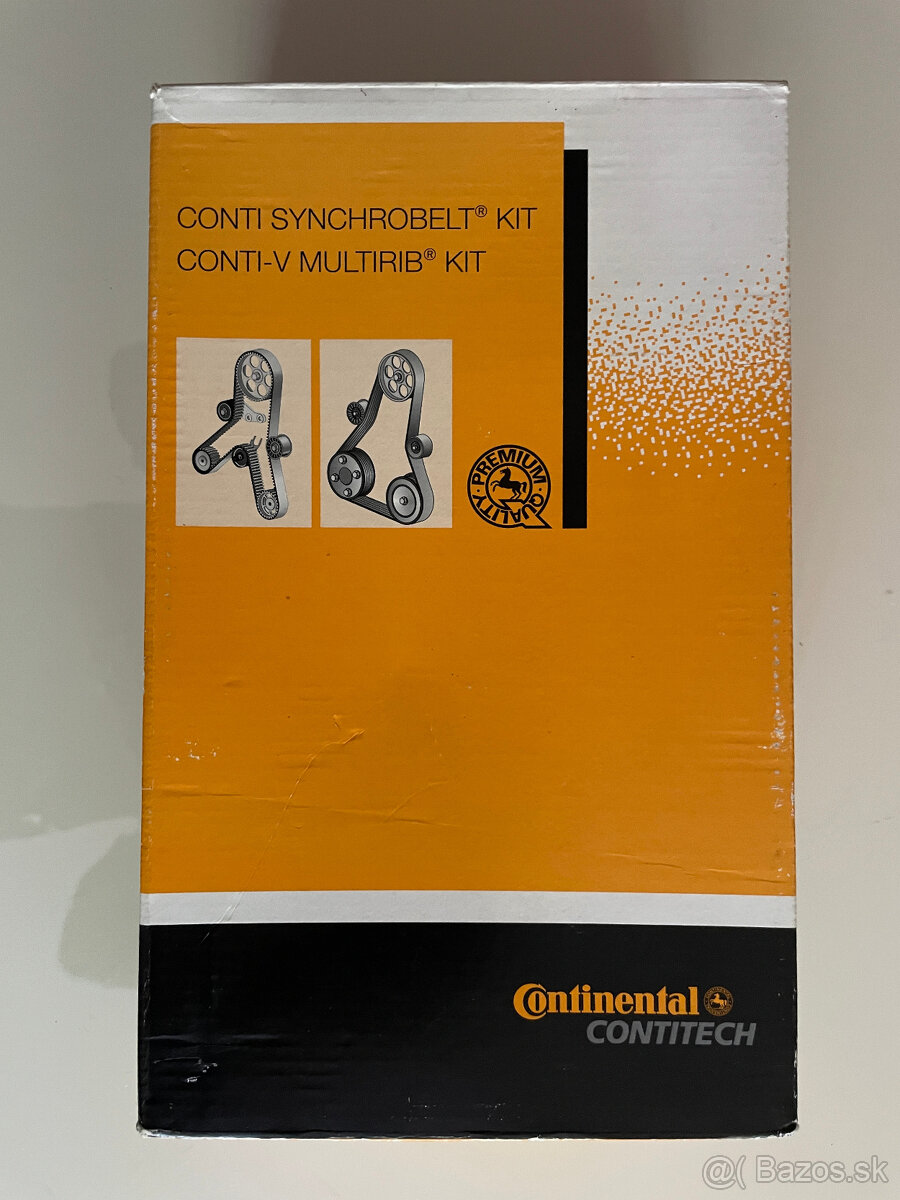 CONTI SYNCHROBELT® KIT
CONTI-V MULTIRIB® KIT
PREMIUM QUALITY
Continental
CONTITECH
@( Bazos.sk